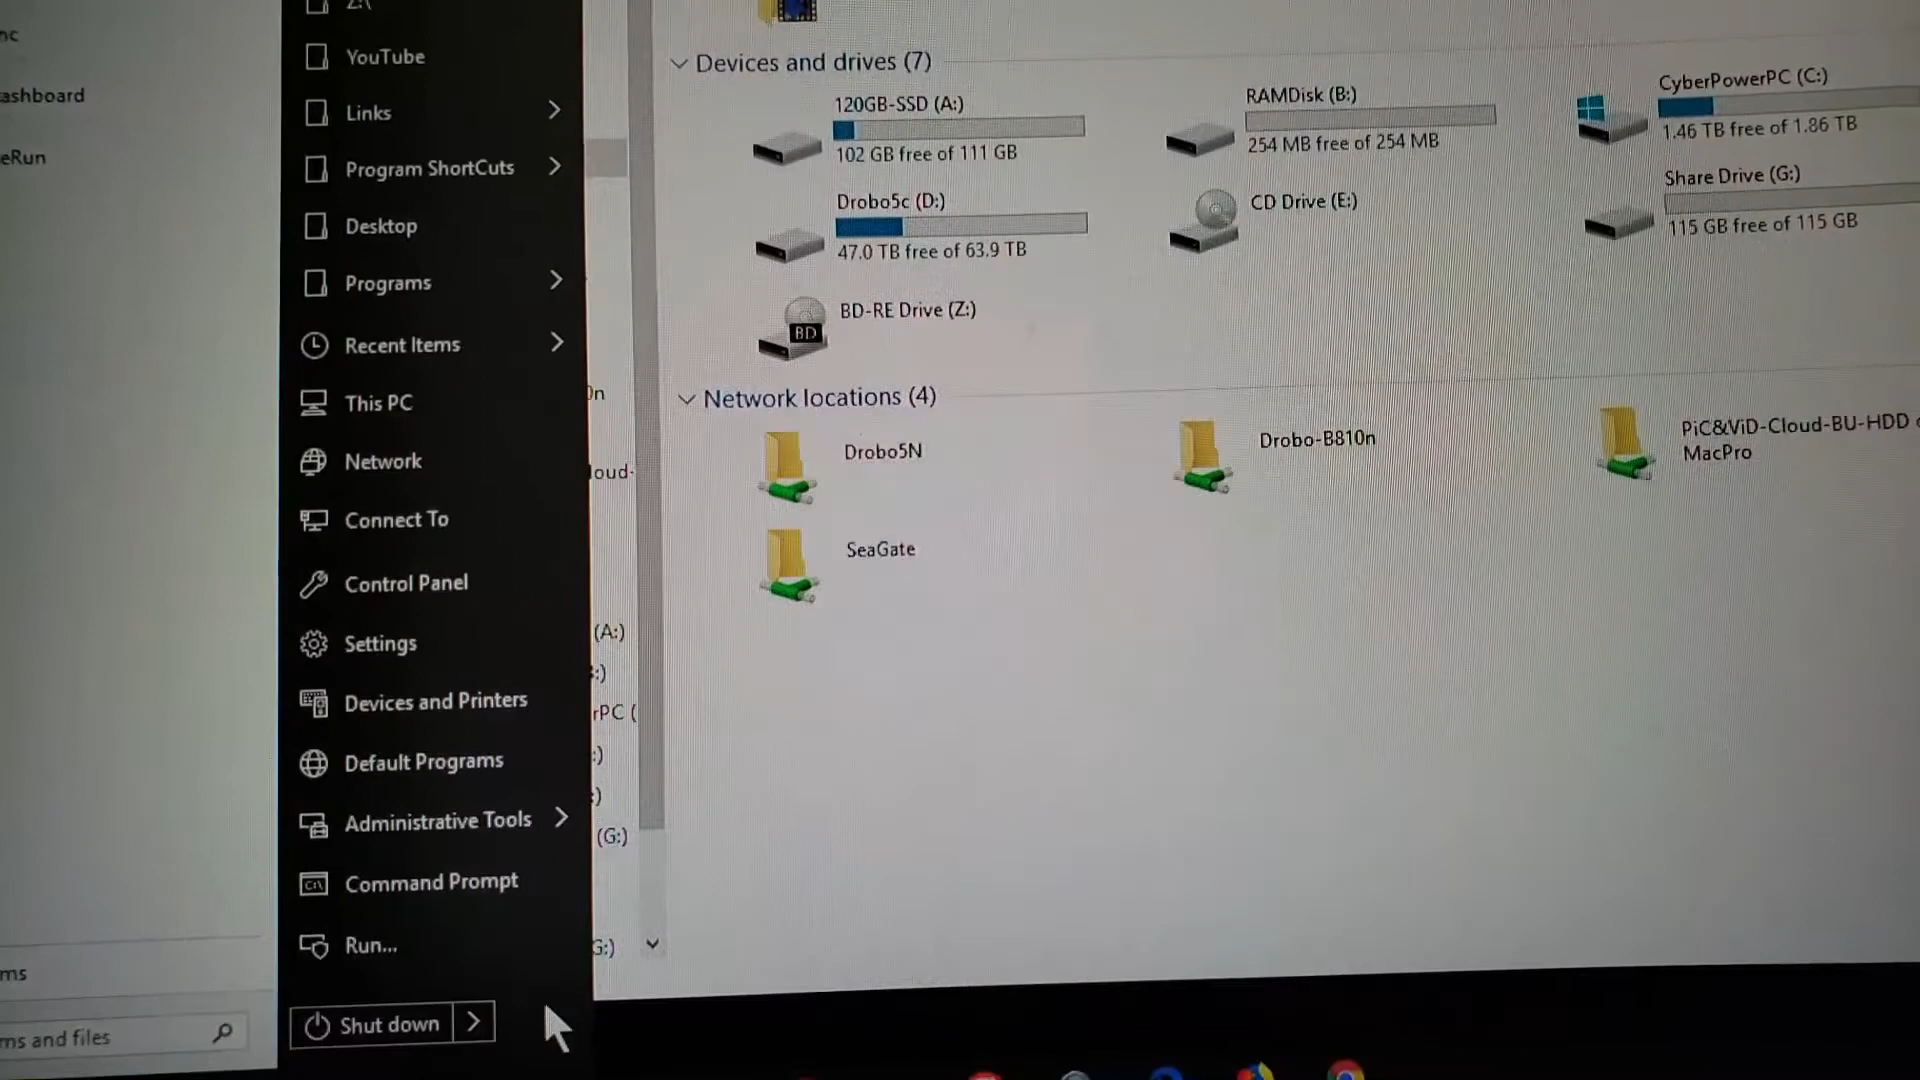 nc
ashboard
eRun
ms
ms and files
Z:\
YouTube
Links
Program ShortCuts
Desktop
Programs
Recent Items
This PC
Network
Connect To
Control Panel
Settings
Devices and Printers
Default Programs
Administrative Tools
Command Prompt
Run...
Shut down
loud-
(A:)
:)
rPC (
:)
:)
(G:)
G:)
Devices and drives (7)
120GB-SSD (A:)
102 GB free of 111 GB
RAMDisk (B:)
254 MB free of 254 MB
CyberPowerPC (C:)
1.46 TB free of 1.86 TB
Drobo5c (D:)
47.0 TB free of 63.9 TB
CD Drive (E:)
Share Drive (G:)
115 GB free of 115 GB
BD
BD-RE Drive (Z:)
Network locations (4)
Drobo5N
Drobo-B810n
PiC&ViD-Cloud-BU-HDD
MacPro
SeaGate